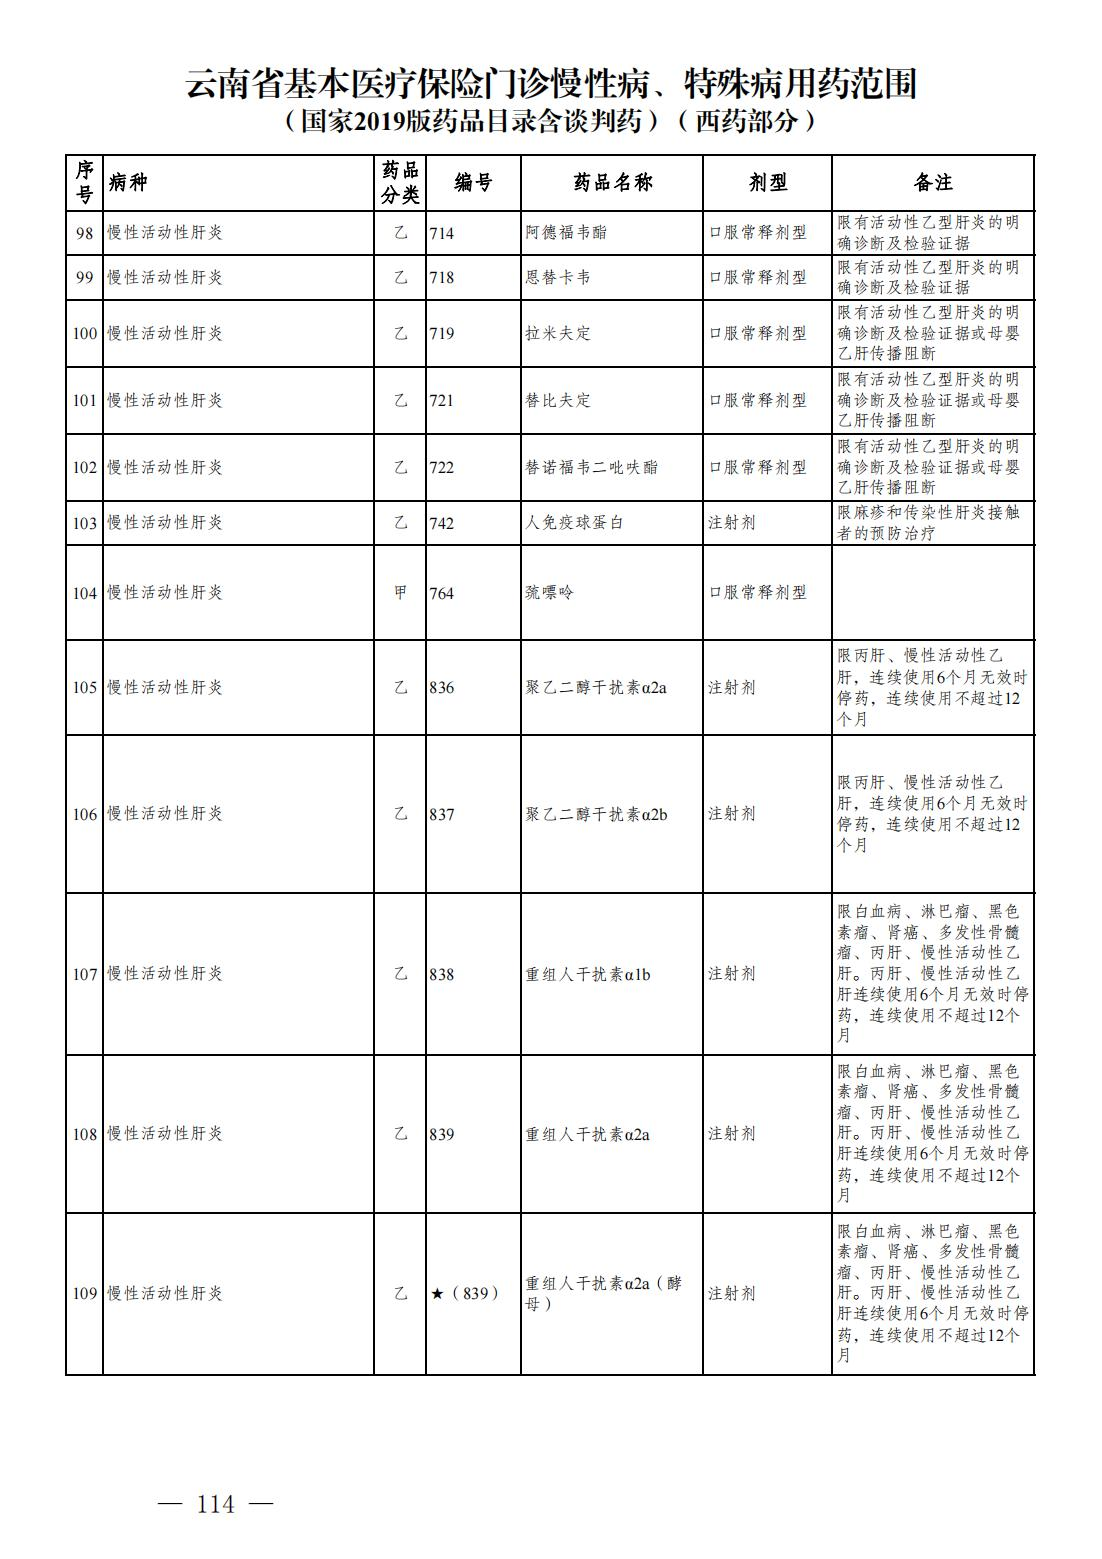 云南省基本医疗保险门诊慢性病、特殊病用药范围
（国家2019版药品目录含谈判药）（西药部分）
序号 病种 药品分类 编号 药品名称 剂型 备注
98 慢性活动性肝炎 乙 714 阿德福韦酯 口服常释剂型 限有活动性乙型肝炎的明
确诊断及检验证据
99 慢性活动性肝炎 乙 718 恩替卡韦 口服常释剂型 限有活动性乙型肝炎的明
确诊断及检验证据
100 慢性活动性肝炎 乙 719 拉米夫定 口服常释剂型 限有活动性乙型肝炎的明
确诊断及检验证据或母婴
乙肝传播阻断
101 慢性活动性肝炎 乙 721 替比夫定 口服常释剂型 限有活动性乙型肝炎的明
确诊断及检验证据或母婴
乙肝传播阻断
102 慢性活动性肝炎 乙 722 替诺福韦二吡呋酯 口服常释剂型 限有活动性乙型肝炎的明
确诊断及检验证据或母婴
乙肝传播阻断
103 慢性活动性肝炎 乙 742 人免疫球蛋白 注射剂 限麻疹和传染性肝炎接触
者的预防治疗
104 慢性活动性肝炎 甲 764 巯嘌呤 口服常释剂型
105 慢性活动性肝炎 乙 836 聚乙二醇干扰素α2a 注射剂 限丙肝、慢性活动性乙
肝，连续使用6个月无效时
停药，连续使用不超过12
个月
106 慢性活动性肝炎 乙 837 聚乙二醇干扰素α2b 注射剂 限丙肝、慢性活动性乙
肝，连续使用6个月无效时
停药，连续使用不超过12
个月
107 慢性活动性肝炎 乙 838 重组人干扰素α1b 注射剂 限白血病、淋巴瘤、黑色
素瘤、肾癌、多发性骨髓
瘤、丙肝、慢性活动性乙
肝。丙肝、慢性活动性乙
肝连续使用6个月无效时停
药，连续使用不超过12个
月
108 慢性活动性肝炎 乙 839 重组人干扰素α2a 注射剂 限白血病、淋巴瘤、黑色
素瘤、肾癌、多发性骨髓
瘤、丙肝、慢性活动性乙
肝。丙肝、慢性活动性乙
肝连续使用6个月无效时停
药，连续使用不超过12个
月
109 慢性活动性肝炎 乙 ★（839） 重组人干扰素α2a（酵
母） 注射剂 限白血病、淋巴瘤、黑色
素瘤、肾癌、多发性骨髓
瘤、丙肝、慢性活动性乙
肝。丙肝、慢性活动性乙
肝连续使用6个月无效时停
药，连续使用不超过12个
月
— 114 —